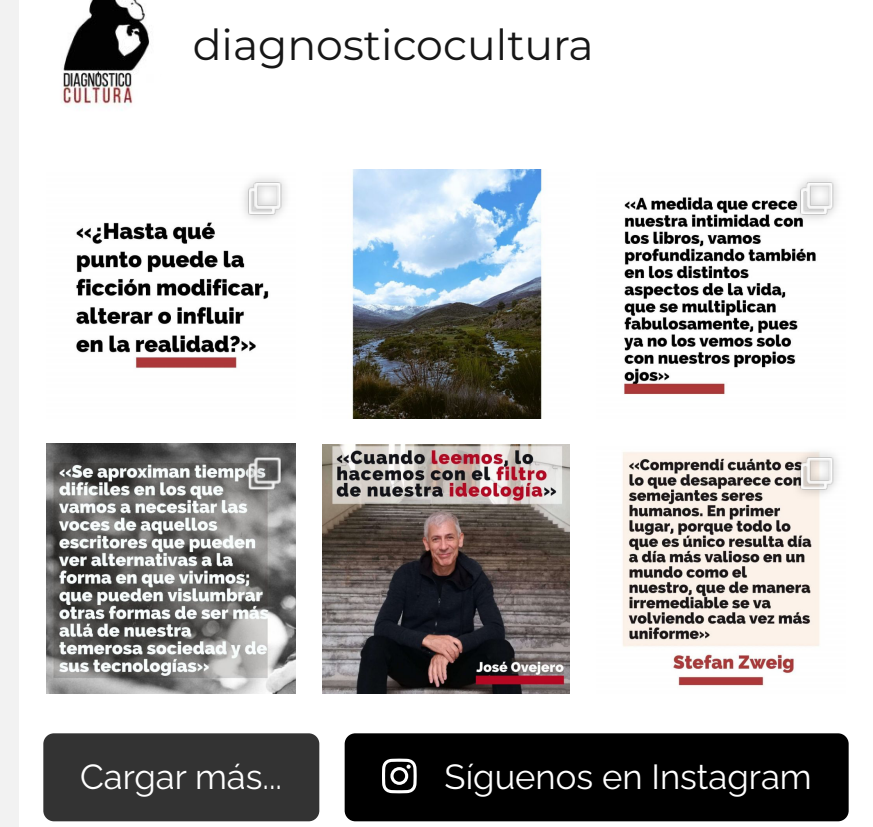 DIAGNÓSTICO
CULTURA
diagnosticocultura
«¿Hasta qué
punto puede la
ficción modificar,
alterar o influir
en la realidad?»
«A medida que crece
nuestra intimidad con
los libros, vamos
profundizando también
en los distintos
aspectos de la vida,
que se multiplican
fabulosamente, pues
ya no los vemos solo
con nuestros propios
ojos»
«Se aproximan tiempos
difíciles en los que
vamos a necesitar las
voces de aquellos
escritores que pueden
ver alternativas a la
forma en que vivimos;
que pueden vislumbrar
otras formas de ser más
allá de nuestra
temerosa sociedad y de
sus tecnologías»
«Cuando leemos, lo
hacemos con el filtro
de nuestra ideología»
José Ovejero
«Comprendí cuánto es
lo que desaparece con
semejantes seres
humanos. En primer
lugar, porque todo lo
que es único resulta día
a día más valioso en un
mundo como el
nuestro, que de manera
irremediable se va
volviendo cada vez más
uniforme»
Stefan Zweig
Cargar más...
Síguenos en Instagram